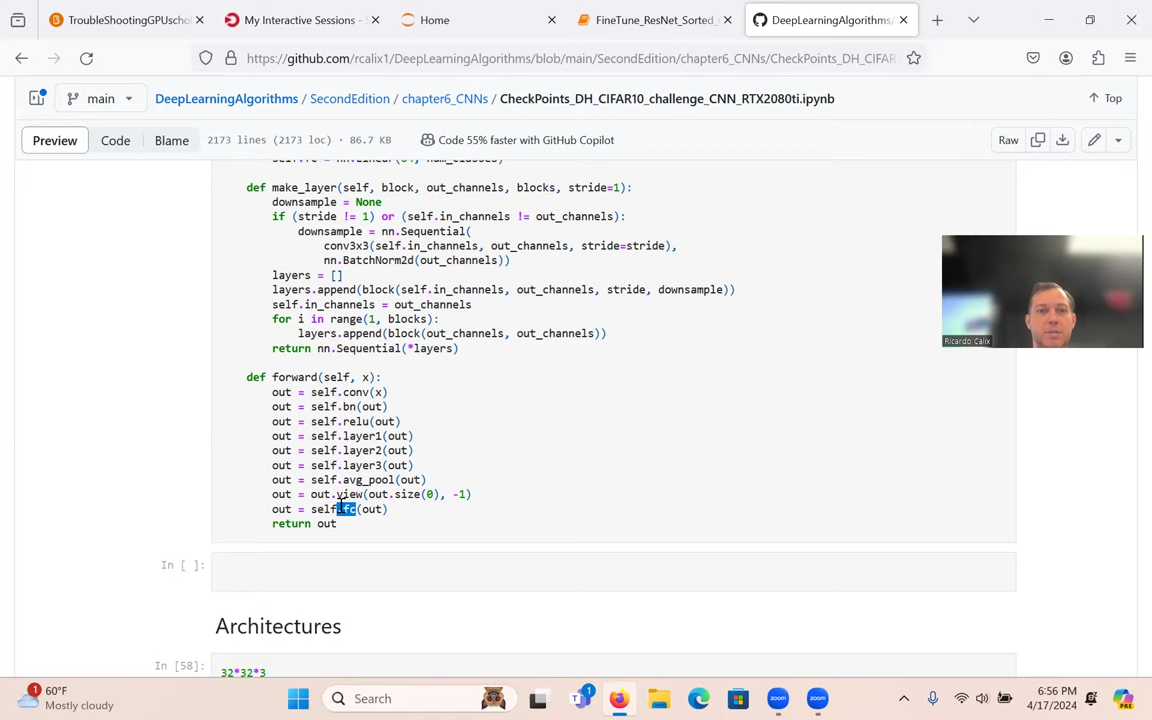 TroubleShootingGPUschol
My Interactive Sessions -
Home
FineTune_ResNet_Sorted_
DeepLearningAlgorithms/
https://github.com/rcalix1/DeepLearningAlgorithms/blob/main/SecondEdition/chapter6_CNNs/CheckPoints_DH_CIFAR
main
DeepLearningAlgorithms / SecondEdition / chapter6_CNNs / CheckPoints_DH_CIFAR10_challenge_CNN_RTX2080ti.ipynb
Top
Preview Code Blame 2173 lines (2173 loc) • 86.7 KB Code 55% faster with GitHub Copilot Raw
def make_layer(self, block, out_channels, blocks, stride=1):
downsample = None
if (stride != 1) or (self.in_channels != out_channels):
downsample = nn.Sequential(
conv3x3(self.in_channels, out_channels, stride=stride),
nn.BatchNorm2d(out_channels))
layers = []
layers.append(block(self.in_channels, out_channels, stride, downsample))
self.in_channels = out_channels
for i in range(1, blocks):
layers.append(block(out_channels, out_channels))
return nn.Sequential(*layers)
def forward(self, x):
out = self.conv(x)
out = self.bn(out)
out = self.relu(out)
out = self.layer1(out)
out = self.layer2(out)
out = self.layer3(out)
out = self.avg_pool(out)
out = out.view(out.size(0), -1)
out = self.fc(out)
return out
In [ ]:
Architectures
In [58]:
32*32*3
Ricardo Calix
1
60°F
Mostly cloudy
Search
1
6:56 PM
4/17/2024
PRE